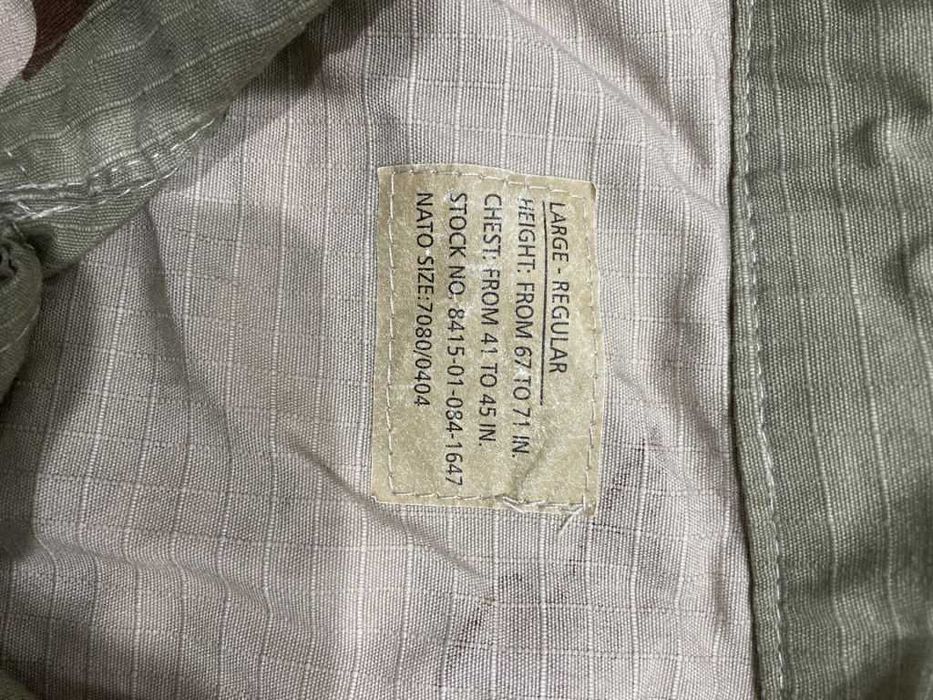 LARGE - REGULAR
HEIGHT: FROM 67 TO 71 IN.
CHEST: FROM 41 TO 45 IN.
STOCK NO. 8415-01-084-1647
NATO SIZE:7080/0404